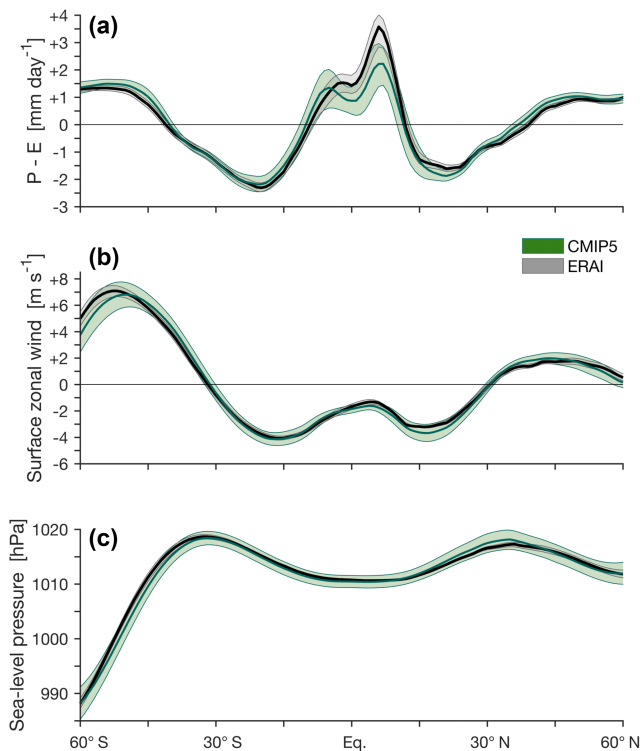 (a)
+4
+3
+2
+1
0
-1
-2
-3
P - E [mm day⁻¹]
(b)
CMIP5
ERAI
+8
+6
+4
+2
0
-2
-4
-6
Surface zonal wind [m s⁻¹]
(c)
1020
1010
1000
990
Sea-level pressure [hPa]
60° S 30° S Eq. 30° N 60° N